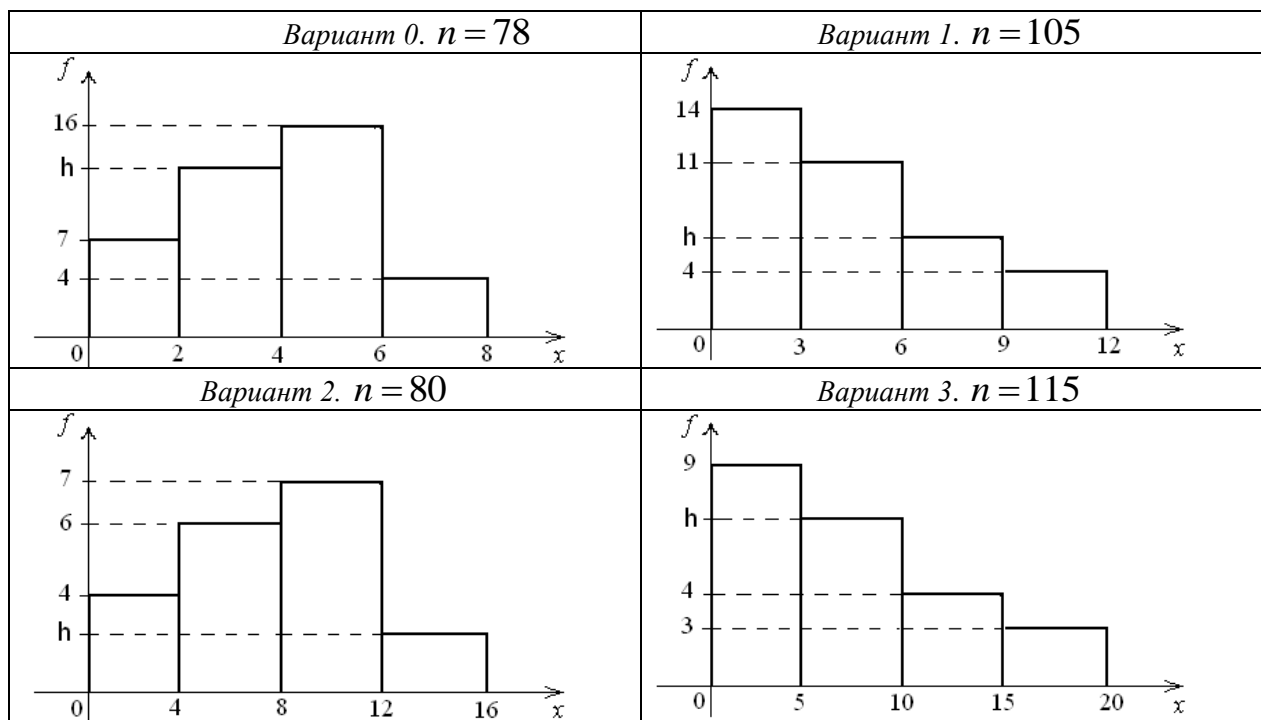 Вариант 0. n = 78
f
16
h
7
4
0 2 4 6 8 x
Вариант 1. n = 105
f
14
11
h
4
0 3 6 9 12 x
Вариант 2. n = 80
f
7
6
4
h
0 4 8 12 16 x
Вариант 3. n = 115
f
9
h
4
3
0 5 10 15 20 x